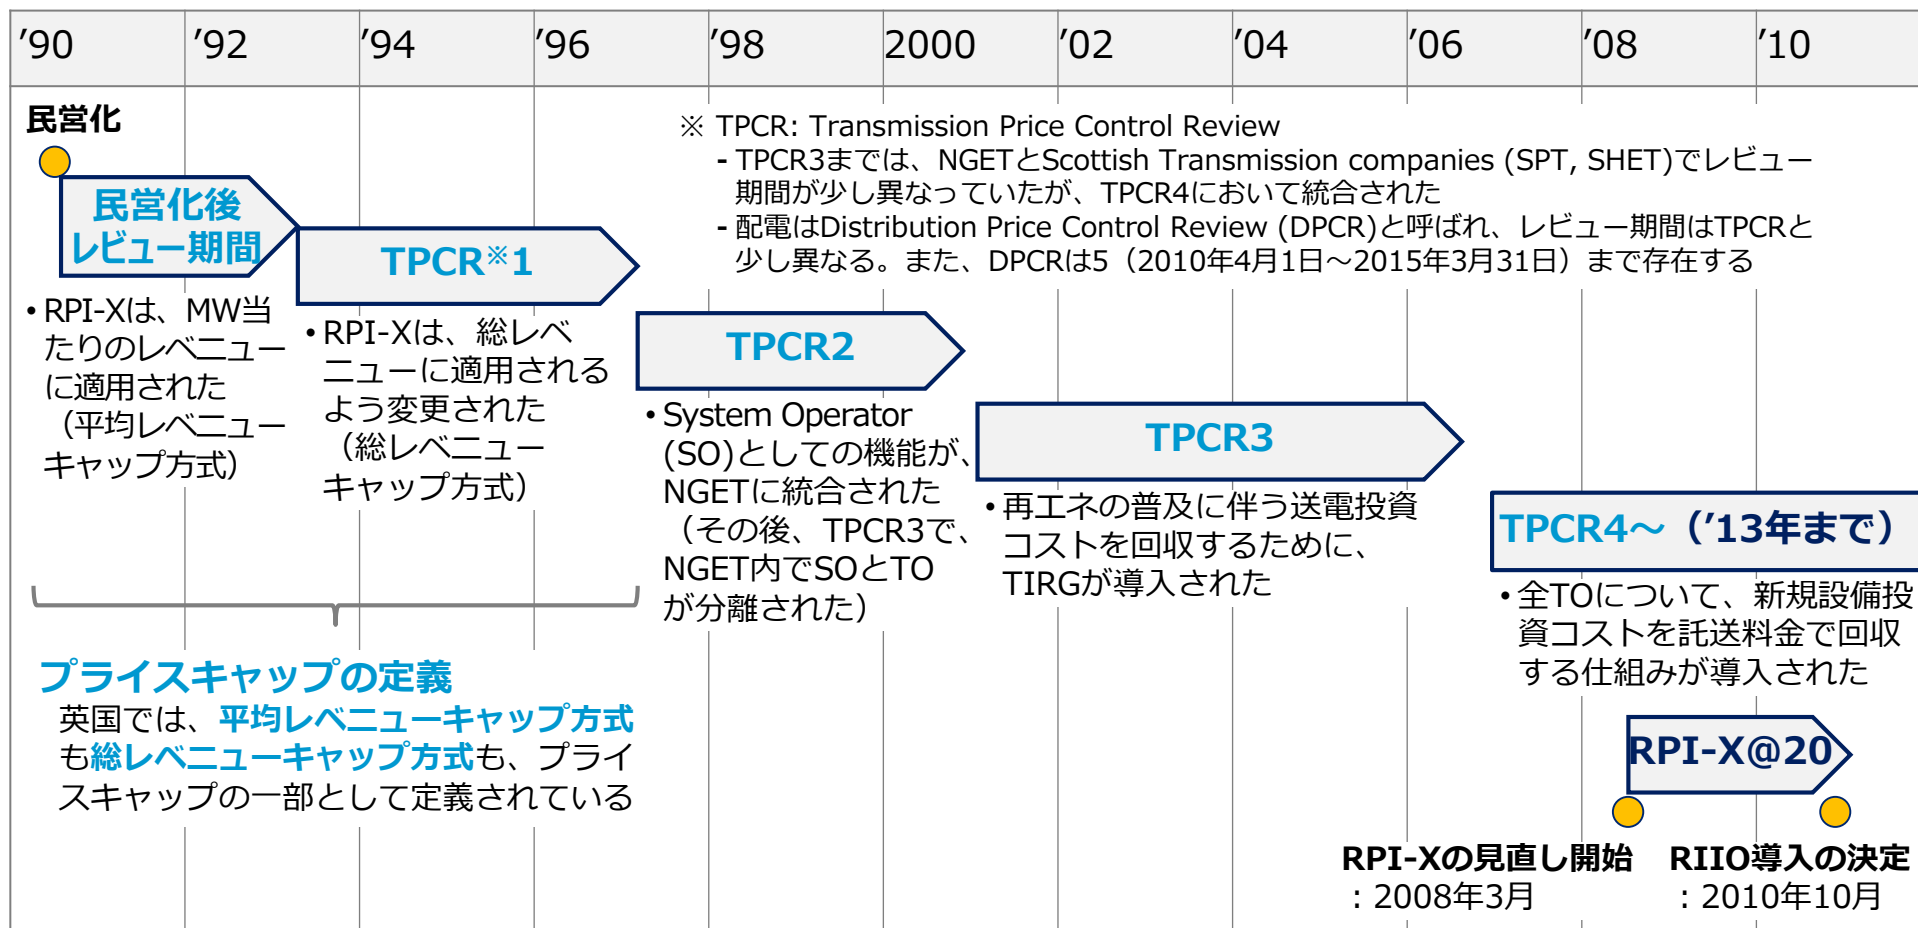 ’90 ’92 ’94 ’96 ’98 2000 ’02 ’04 ’06 ’08 ’10
民営化
※ TPCR: Transmission Price Control Review
- TPCR3までは、NGETとScottish Transmission companies (SPT, SHET)でレビュー
期間が少し異なっていたが、TPCR4において統合された
- 配電はDistribution Price Control Review (DPCR)と呼ばれ、レビュー期間はTPCRと
少し異なる。また、DPCRは5（2010年4月1日～2015年3月31日）まで存在する
民営化後
レビュー期間
• RPI-Xは、MW当
たりのレベニュー
に適用された
（平均レベニュー
キャップ方式）
TPCR※1
• RPI-Xは、総レベ
ニューに適用される
よう変更された
（総レベニュー
キャップ方式）
TPCR2
• System Operator
(SO)としての機能が、
NGETに統合された
（その後、TPCR3で、
NGET内でSOとTO
が分離された）
TPCR3
• 再エネの普及に伴う送電投資
コストを回収するために、
TIRGが導入された
TPCR4～（’13年まで）
• 全TOについて、新規設備投
資コストを託送料金で回収
する仕組みが導入された
プライスキャップの定義
英国では、平均レベニューキャップ方式
も総レベニューキャップ方式も、プライ
スキャップの一部として定義されている
RPI-X@20
RPI-Xの見直し開始
：2008年3月
RIIO導入の決定
：2010年10月